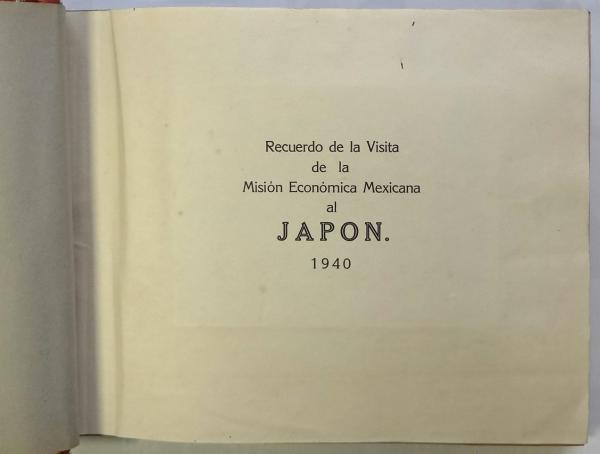 Recuerdo de la Visita
de la
Misión Económica Mexicana
al
JAPON.
1940